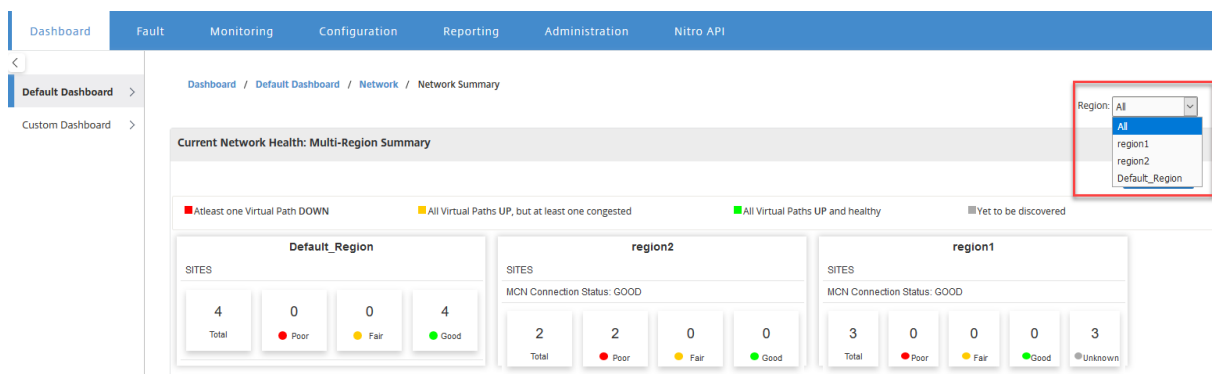 Dashboard Fault Monitoring Configuration Reporting Administration Nitro API
Default Dashboard
Custom Dashboard
Dashboard / Default Dashboard / Network / Network Summary
Region: All
All
region1
region2
Default_Region
Current Network Health: Multi-Region Summary
Atleast one Virtual Path DOWN All Virtual Paths UP, but at least one congested All Virtual Paths UP and healthy Yet to be discovered
Default_Region
SITES
4 0 0 4
Total Poor Fair Good
region2
SITES
MCN Connection Status: GOOD
2 2 0 0
Total Poor Fair Good
region1
SITES
MCN Connection Status: GOOD
3 0 0 0 3
Total Poor Fair Good Unknown